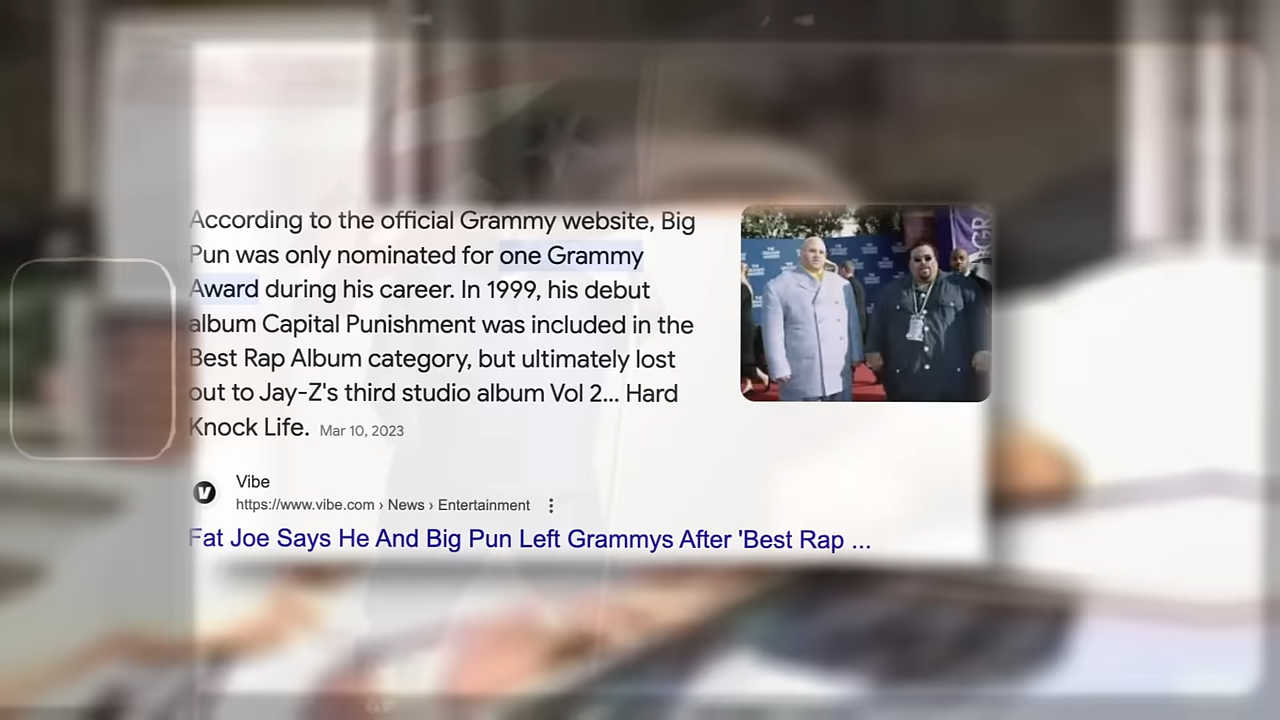 According to the official Grammy website, Big
Pun was only nominated for one Grammy
Award during his career. In 1999, his debut
album Capital Punishment was included in the
Best Rap Album category, but ultimately lost
out to Jay-Z's third studio album Vol 2... Hard
Knock Life. Mar 10, 2023
Vibe
https://www.vibe.com › News › Entertainment
Fat Joe Says He And Big Pun Left Grammys After 'Best Rap ...